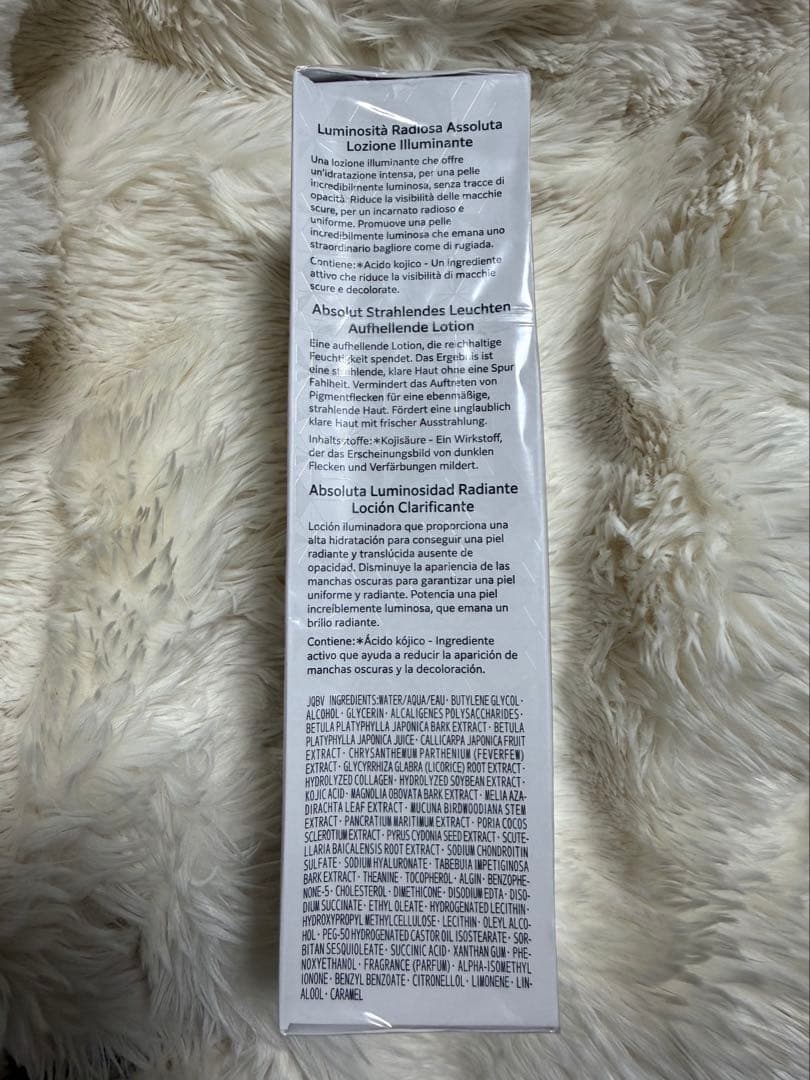 Luminosità Radiosa Assoluta
Lozione Illuminante
Una lozione illuminante che offre
un'idratazione intensa, per una pelle
incredibilmente luminosa, senza tracce di
opacità. Riduce la visibilità delle macchie
scure, per un incarnato radioso e
uniforme. Promuove una pelle
incredibilmente luminosa che emana uno
straordinario bagliore come di rugiada.
Contiene:*Acido kojico - Un ingrediente
attivo che riduce la visibilità di macchie
scure e decolorate.
Absolut Strahlendes Leuchten
Aufhellende Lotion
Eine aufhellende Lotion, die reichhaltige
Feuchtigkeit spendet. Das Ergebnis ist
eine strahlende, klare Haut ohne eine Spur
Fahlheit. Vermindert das Auftreten von
Pigmentflecken für eine ebenmäßige,
strahlende Haut. Fördert eine unglaublich
klare Haut mit frischer Ausstrahlung.
Inhaltsstoffe:*Kojisäure - Ein Wirkstoff,
der das Erscheinungsbild von dunklen
Flecken und Verfärbungen mildert.
Absoluta Luminosidad Radiante
Loción Clarificante
Loción iluminadora que proporciona una
alta hidratación para conseguir una piel
radiante y translúcida ausente de
opacidad. Disminuye la apariencia de las
manchas oscuras para garantizar una piel
uniforme y radiante. Potencia una piel
increíblemente luminosa, que emana un
brillo radiante.
Contiene:*Ácido kójico - Ingrediente
activo que ayuda a reducir la aparición de
manchas oscuras y la decoloración.
JQBV INGREDIENTS:WATER/AQUA/EAU· BUTYLENE GLYCOL·
ALCOHOL· GLYCERIN· ALCALIGENES POLYSACCHARIDES·
BETULA PLATYPHYLLA JAPONICA BARK EXTRACT· BETULA
PLATYPHYLLA JAPONICA JUICE· CALLICARPA JAPONICA FRUIT
EXTRACT· CHRYSANTHEMUM PARTHENIUM (FEVERFEW)
EXTRACT· GLYCYRRHIZA GLABRA (LICORICE) ROOT EXTRACT·
HYDROLYZED COLLAGEN· HYDROLYZED SOYBEAN EXTRACT·
KOJIC ACID· MAGNOLIA OBOVATA BARK EXTRACT· MELIA AZA-
DIRACHTA LEAF EXTRACT· MUCUNA BIRDWOODIANA STEM
EXTRACT· PANCRATIUM MARITIMUM EXTRACT· PORIA COCOS
SCLEROTIUM EXTRACT· PYRUS CYDONIA SEED EXTRACT· SCUTE-
LLARIA BAICALENSIS ROOT EXTRACT· SODIUM CHONDROITIN
SULFATE· SODIUM HYALURONATE· TABEBUIA IMPETIGINOSA
BARK EXTRACT· THEANINE· TOCOPHEROL· ALGIN· BENZOPHE-
NONE-5· CHOLESTEROL· DIMETHICONE· DISODIUM EDTA· DISO-
DIUM SUCCINATE· ETHYL OLEATE· HYDROGENATED LECITHIN·
HYDROXYPROPYL METHYLCELLULOSE· LECITHIN· OLEYL ALCO-
HOL· PEG-50 HYDROGENATED CASTOR OIL ISOSTEARATE· SOR-
BITAN SESQUIOLEATE· SUCCINIC ACID· XANTHAN GUM· PHE-
NOXYETHANOL· FRAGRANCE (PARFUM)· ALPHA-ISOMETHYL
IONONE· BENZYL BENZOATE· CITRONELLOL· LIMONENE· LIN-
ALOOL· CARAMEL